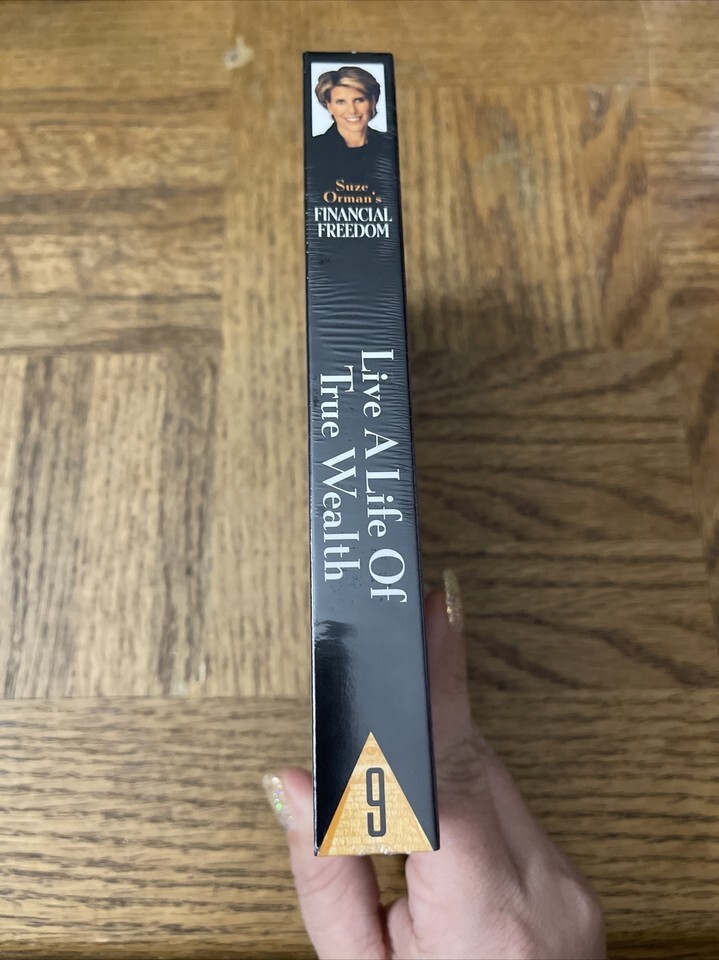 Suze
Orman's
FINANCIAL
FREEDOM
Live A Life Of
True Wealth
9